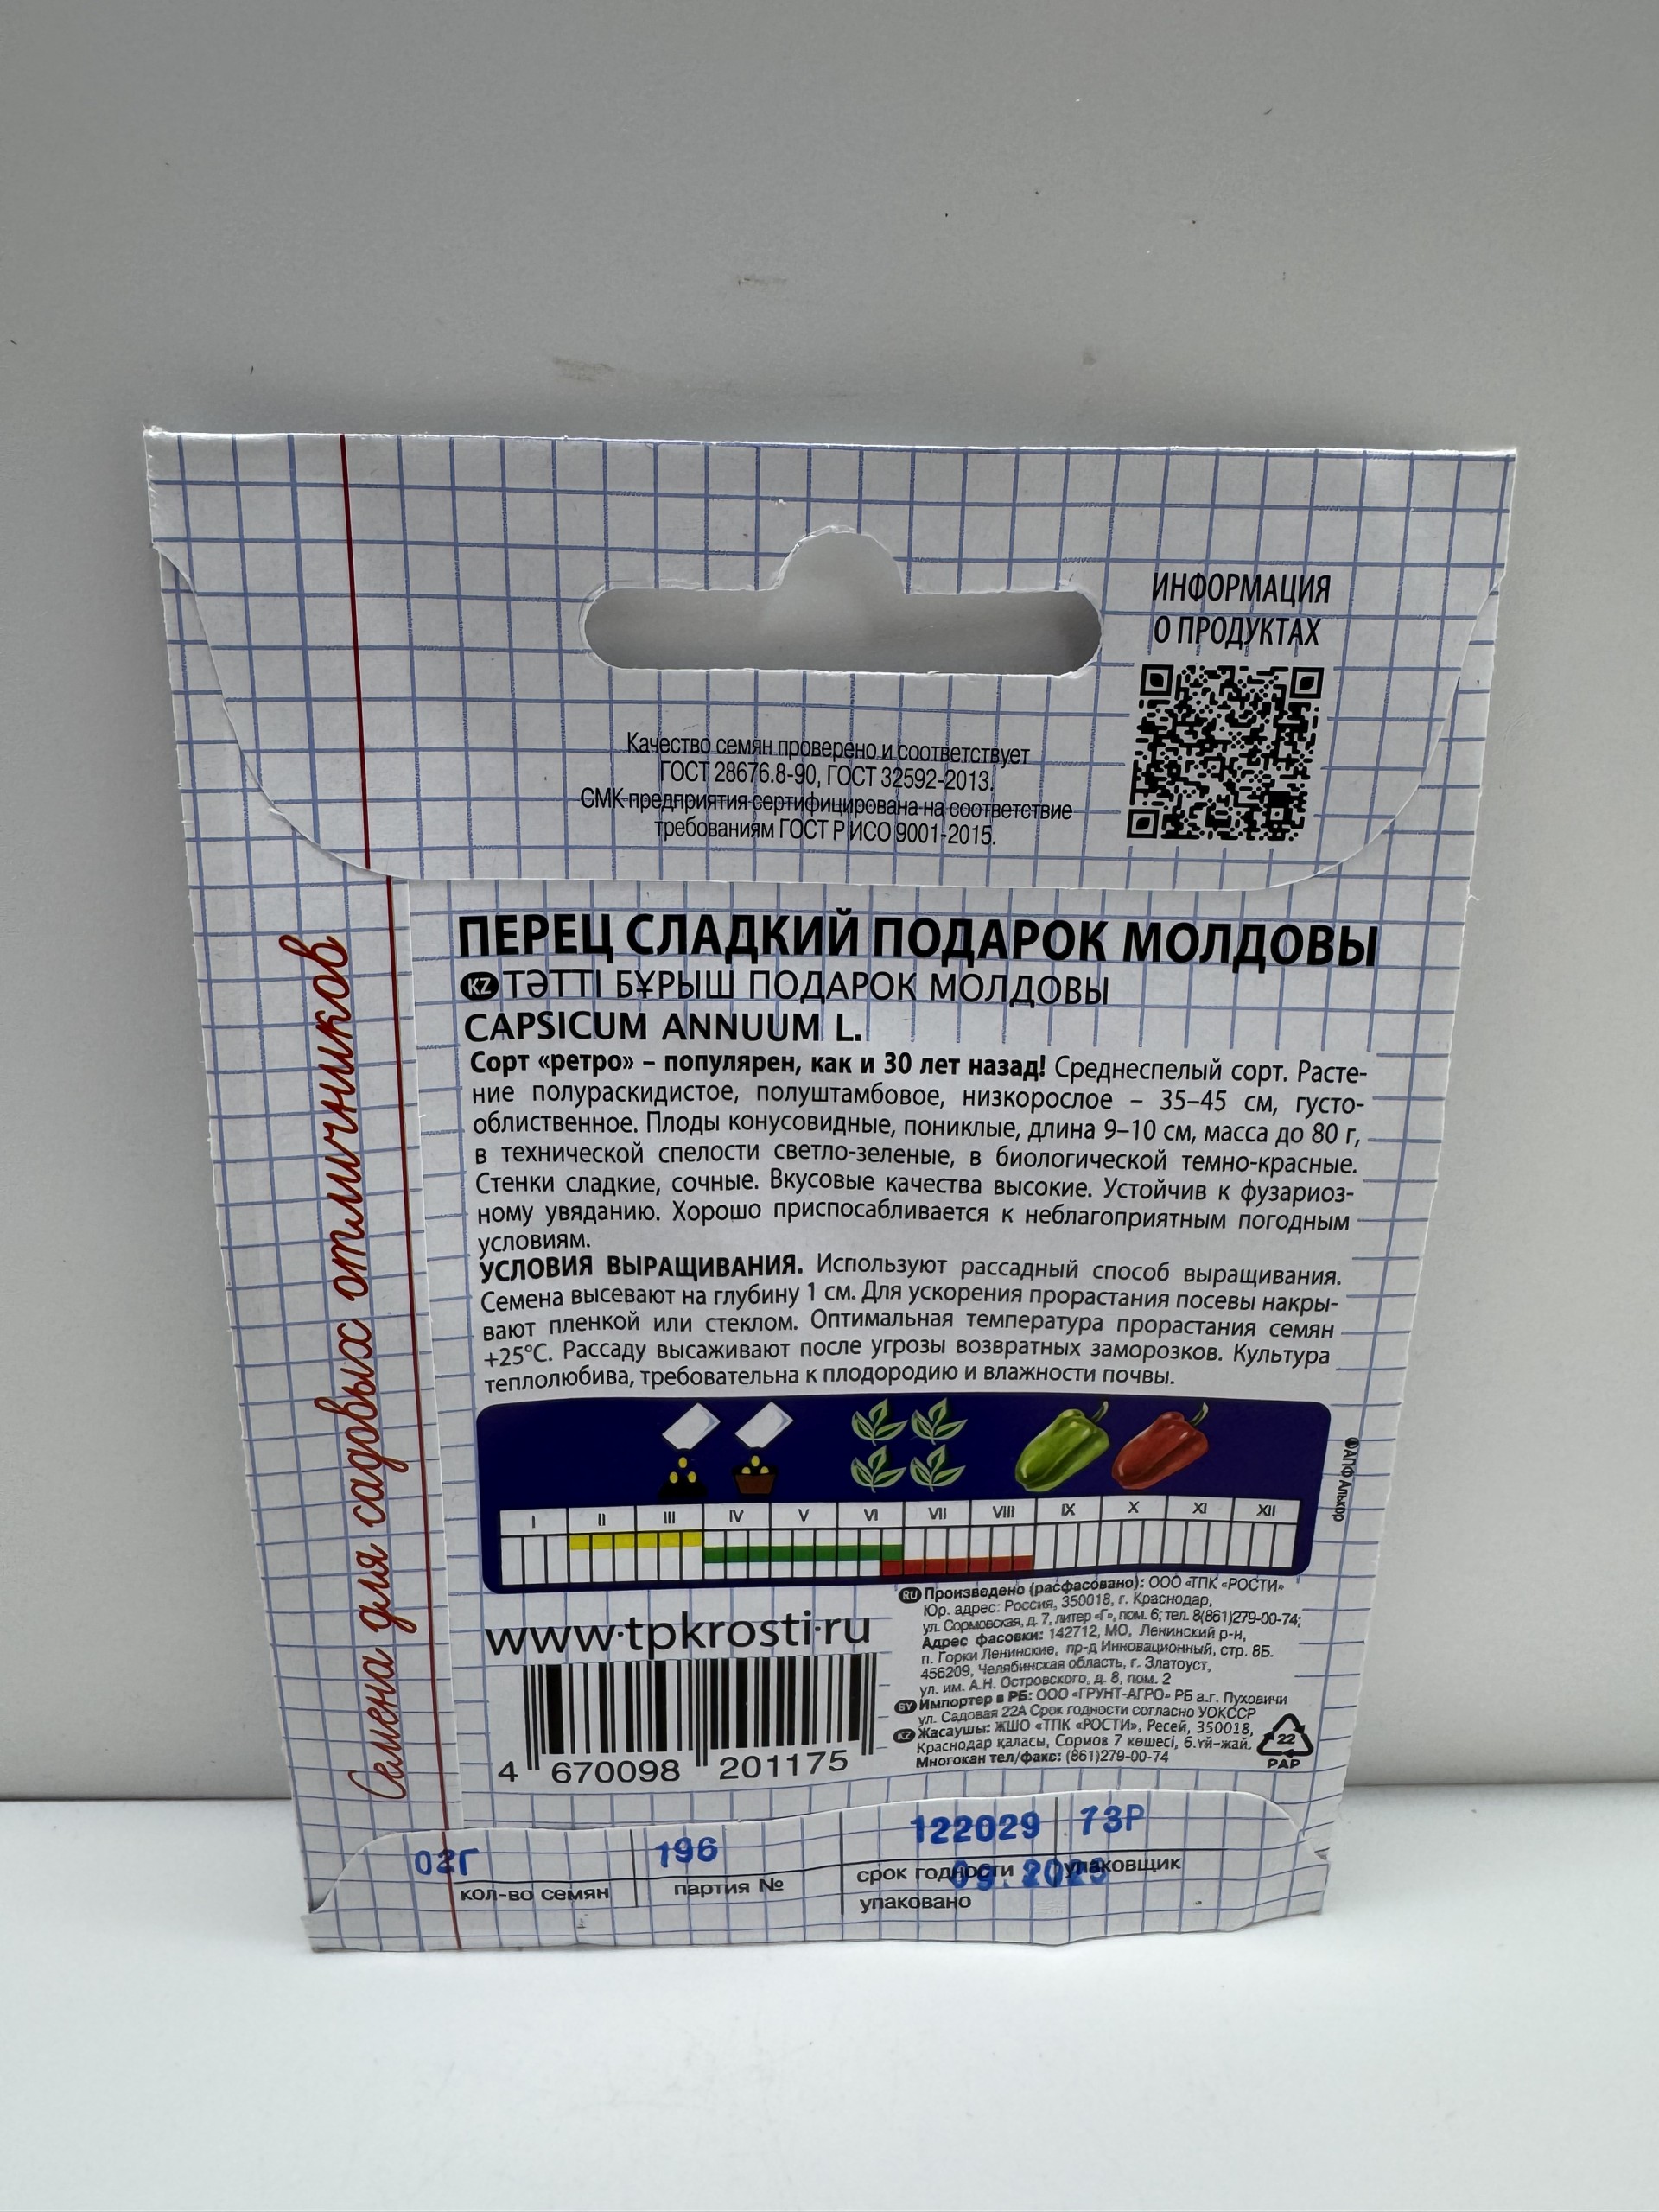 ИНФОРМАЦИЯ
О ПРОДУКТАХ
Качество семян проверено и соответствует
ГОСТ 28676.8-90, ГОСТ 32592-2013.
СМК предприятия сертифицирована на соответствие
требованиям ГОСТ Р ИСО 9001-2015.
Семена для садовых отличников
ПЕРЕЦ СЛАДКИЙ ПОДАРОК МОЛДОВЫ
KZ ТӘТТІ БҰРЫШ ПОДАРОК МОЛДОВЫ
CAPSICUM ANNUUM L.
Сорт «ретро» – популярен, как и 30 лет назад! Среднеспелый сорт. Расте-
ние полураскидистое, полуштамбовое, низкорослое – 35–45 см, густо-
облиственное. Плоды конусовидные, пониклые, длина 9–10 см, масса до 80 г,
в технической спелости светло-зеленые, в биологической темно-красные.
Стенки сладкие, сочные. Вкусовые качества высокие. Устойчив к фузариоз-
ному увяданию. Хорошо приспосабливается к неблагоприятным погодным
условиям.
УСЛОВИЯ ВЫРАЩИВАНИЯ. Используют рассадный способ выращивания.
Семена высевают на глубину 1 см. Для ускорения прорастания посевы накры-
вают пленкой или стеклом. Оптимальная температура прорастания семян
+25°С. Рассаду высаживают после угрозы возвратных заморозков. Культура
теплолюбива, требовательна к плодородию и влажности почвы.
I II III IV V VI VII VIII IX X XI XII
АПФ Алькор
www.tpkrosti.ru
4 670098 201175
RU Произведено (расфасовано): ООО «ТПК «РОСТИ»
Юр. адрес: Россия, 350018, г. Краснодар,
ул. Сормовская, д. 7, литер «Г», пом. 6; тел. 8(861)279-00-74;
Адрес фасовки: 142712, МО, Ленинский р-н,
п. Горки Ленинские, пр-д Инновационный, стр. 8Б.
456209, Челябинская область, г. Златоуст,
ул. им. А.Н. Островского, д. 8, пом. 2
BY Импортер в РБ: ООО «ГРУНТ-АГРО» РБ а.г. Пуховичи
ул. Садовая 22А Срок годности согласно УОКССР
KZ Жасаушы: ЖШО «ТПК «РОСТИ», Ресей, 350018,
Краснодар қаласы, Сормов 7 көшесі, 6.үй-жай.
Многокан тел/факс: (861)279-00-74
22
PAP
02Г
196
122029
73Р
кол-во семян
партия №
срок годности
упаковщик
упаковано